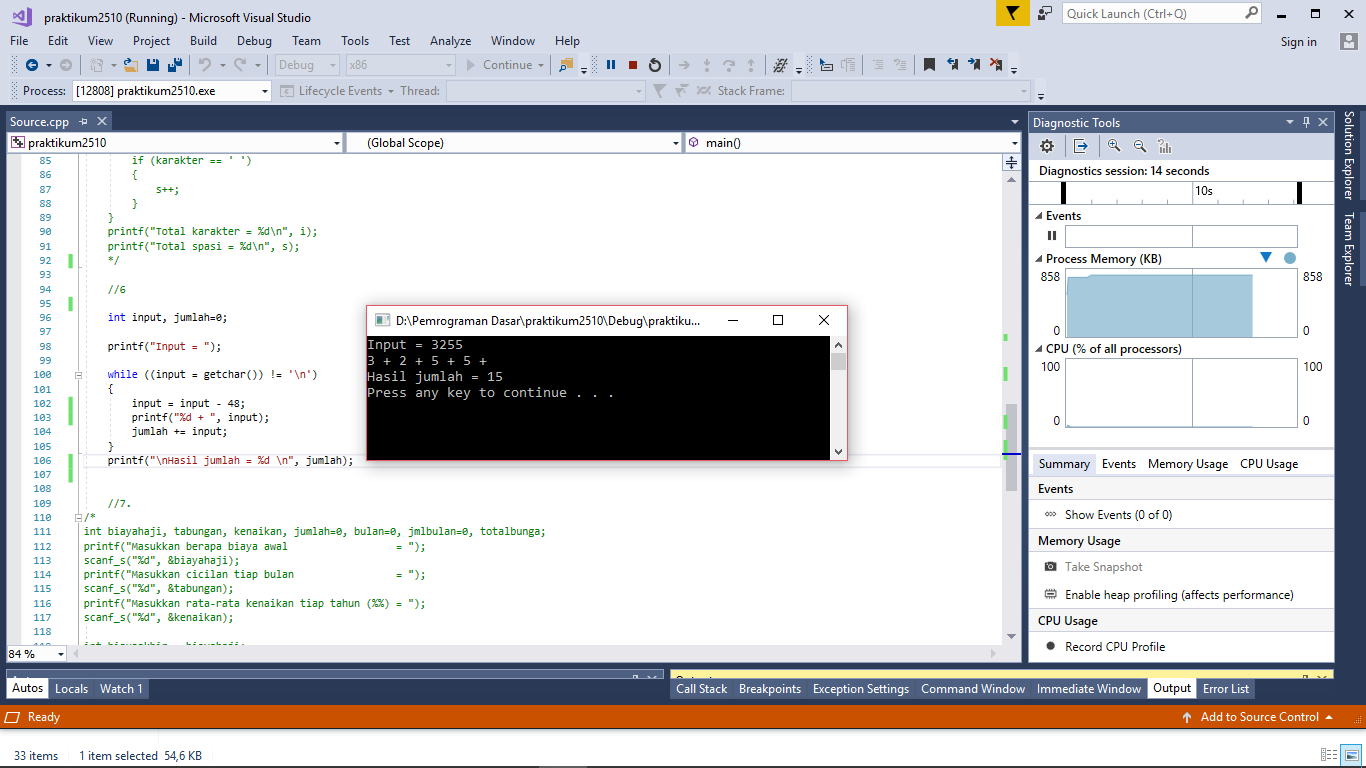 praktikum2510 (Running) - Microsoft Visual Studio
Quick Launch (Ctrl+Q)
File Edit View Project Build Debug Team Tools Test Analyze Window Help
Sign in
Debug x86 Continue
Process: [12808] praktikum2510.exe Lifecycle Events Thread: Stack Frame:
Source.cpp
praktikum2510 (Global Scope) main()
85 if (karakter == ' ')
86 {
87 s++;
88 }
89 }
90 printf("Total karakter = %d\n", i);
91 printf("Total spasi = %d\n", s);
92 */
93
94 //6
95
96 int input, jumlah=0;
97
98 printf("Input = ");
99
100 while ((input = getchar()) != '\n')
101 {
102 input = input - 48;
103 printf("%d + ", input);
104 jumlah += input;
105 }
106 printf("\nHasil jumlah = %d \n", jumlah);
107
108
109 //7.
110 /*
111 int biayahaji, tabungan, kenaikan, jumlah=0, bulan=0, jmlbulan=0, totalbunga;
112 printf("Masukkan berapa biaya awal = ");
113 scanf_s("%d", &biayahaji);
114 printf("Masukkan cicilan tiap bulan = ");
115 scanf_s("%d", &tabungan);
116 printf("Masukkan rata-rata kenaikan tiap tahun (%%) = ");
117 scanf_s("%d", &kenaikan);
118
84 %
D:\Pemrograman Dasar\praktikum2510\Debug\praktiku...
Input = 3255
3 + 2 + 5 + 5 +
Hasil jumlah = 15
Press any key to continue . . .
Diagnostic Tools
Diagnostics session: 14 seconds
10s
Events
Process Memory (KB)
858 858
0 0
CPU (% of all processors)
100 100
0 0
Summary Events Memory Usage CPU Usage
Events
Show Events (0 of 0)
Memory Usage
Take Snapshot
Enable heap profiling (affects performance)
CPU Usage
Record CPU Profile
Solution Explorer
Team Explorer
Autos Locals Watch 1
Call Stack Breakpoints Exception Settings Command Window Immediate Window Output Error List
Ready
Add to Source Control
33 items 1 item selected 54,6 KB